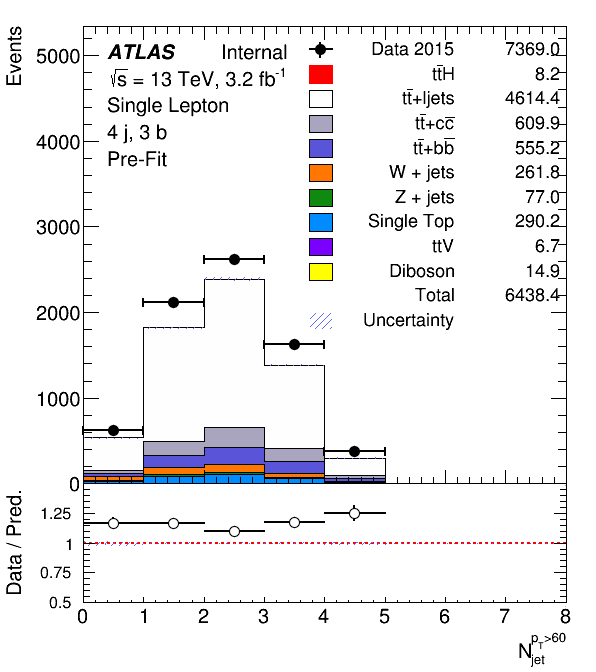 Events
5000
4000
3000
2000
1000
0
ATLAS Internal
√s = 13 TeV, 3.2 fb⁻¹
Single Lepton
4 j, 3 b
Pre-Fit
Data 2015 7369.0
tt̄H 8.2
tt̄+ljets 4614.4
tt̄+cc̄ 609.9
tt̄+bb̄ 555.2
W + jets 261.8
Z + jets 77.0
Single Top 290.2
ttV 6.7
Diboson 14.9
Total 6438.4
Uncertainty
Data / Pred.
1.25
1
0.75
0.5
0 1 2 3 4 5 6 7 8
N_jet^{p_T>60}